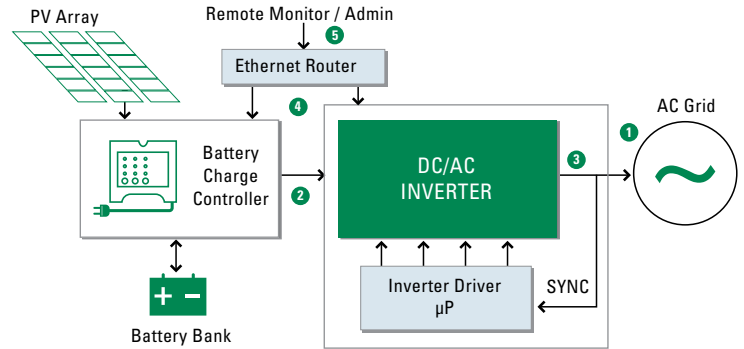 PV Array
Remote Monitor / Admin
5
Ethernet Router
4
AC Grid
1
Battery
Charge
Controller
2
DC/AC
INVERTER
3
Inverter Driver
µP
SYNC
Battery Bank